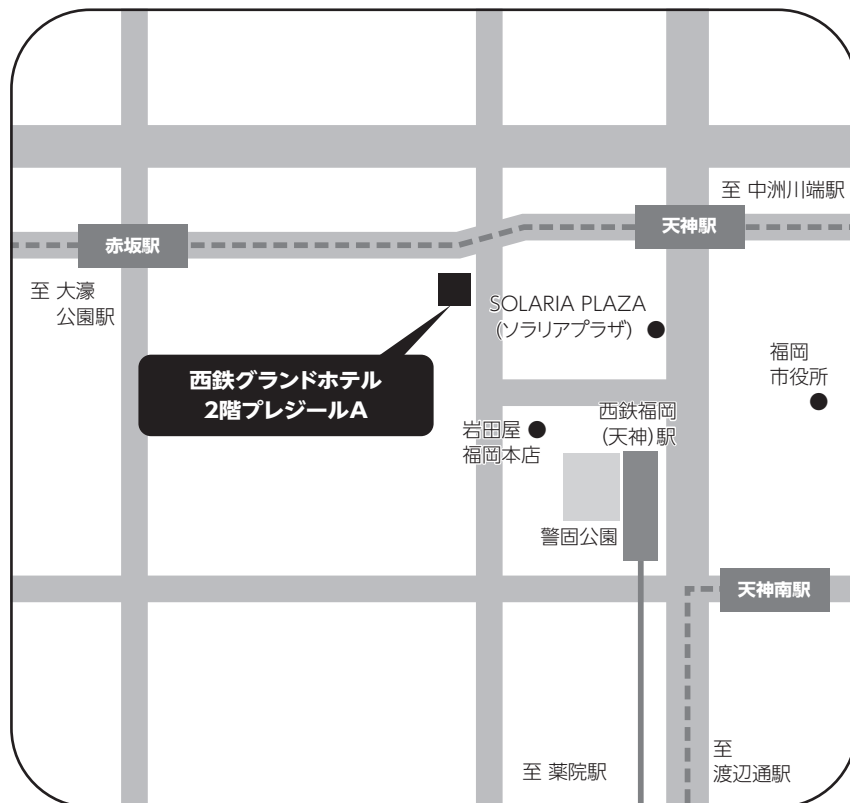 至 中洲川端駅
天神駅
赤坂駅
至 大濠
公園駅
SOLARIA PLAZA
(ソラリアプラザ)
福岡
市役所
西鉄グランドホテル
2階プレジールA
西鉄福岡
(天神)駅
岩田屋
福岡本店
警固公園
天神南駅
至 薬院駅
至
渡辺通駅